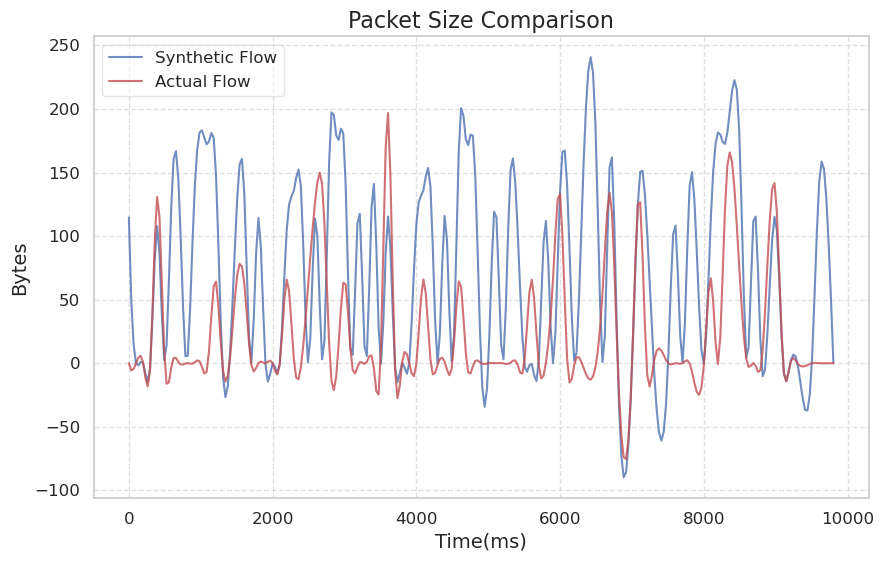 Packet Size Comparison
Synthetic Flow
Actual Flow
250
200
150
100
50
0
−50
−100
Bytes
0 2000 4000 6000 8000 10000
Time(ms)